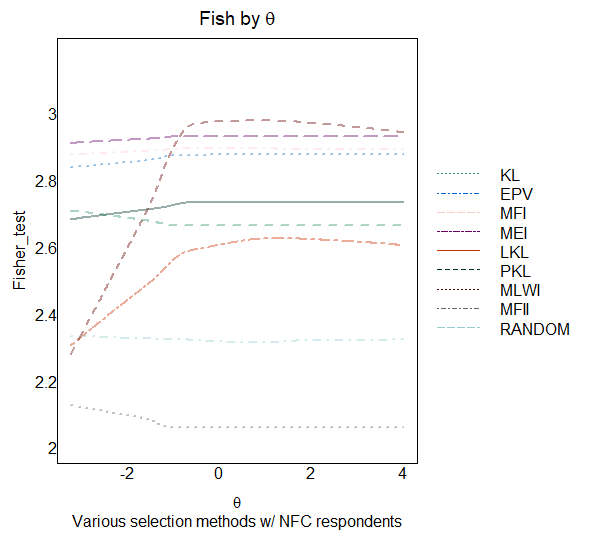 Fish by θ
Fisher_test
3
2.8
2.6
2.4
2.2
2
-2
0
2
4
θ
Various selection methods w/ NFC respondents
KL
EPV
MFI
MEI
LKL
PKL
MLWI
MFII
RANDOM